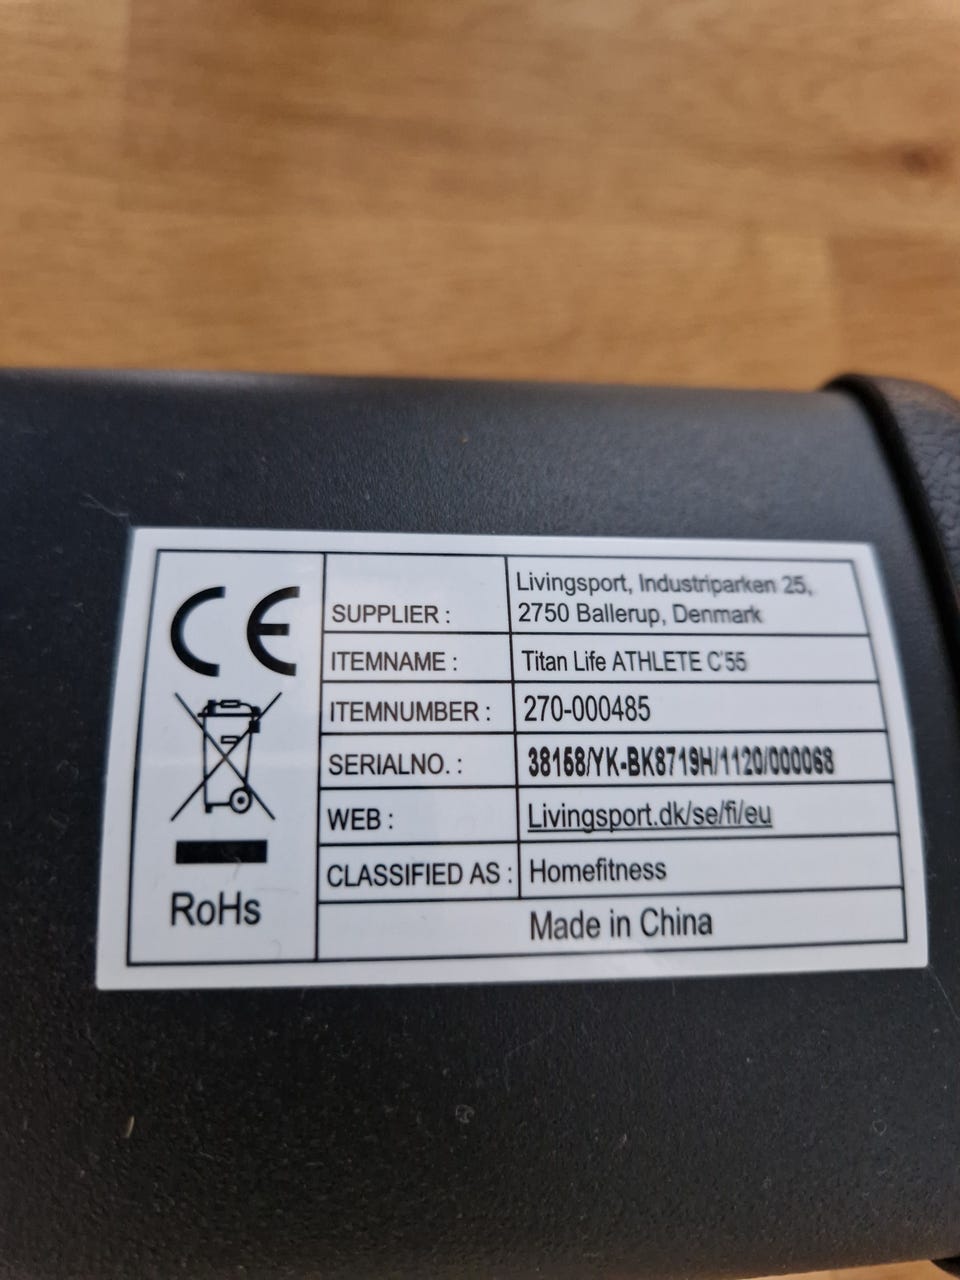 CE
SUPPLIER : Livingsport, Industriparken 25,
2750 Ballerup, Denmark
ITEMNAME : Titan Life ATHLETE C'55
ITEMNUMBER : 270-000485
SERIALNO. : 38158/YK-BK8719H/1120/000068
WEB : Livingsport.dk/se/fi/eu
CLASSIFIED AS : Homefitness
RoHs
Made in China